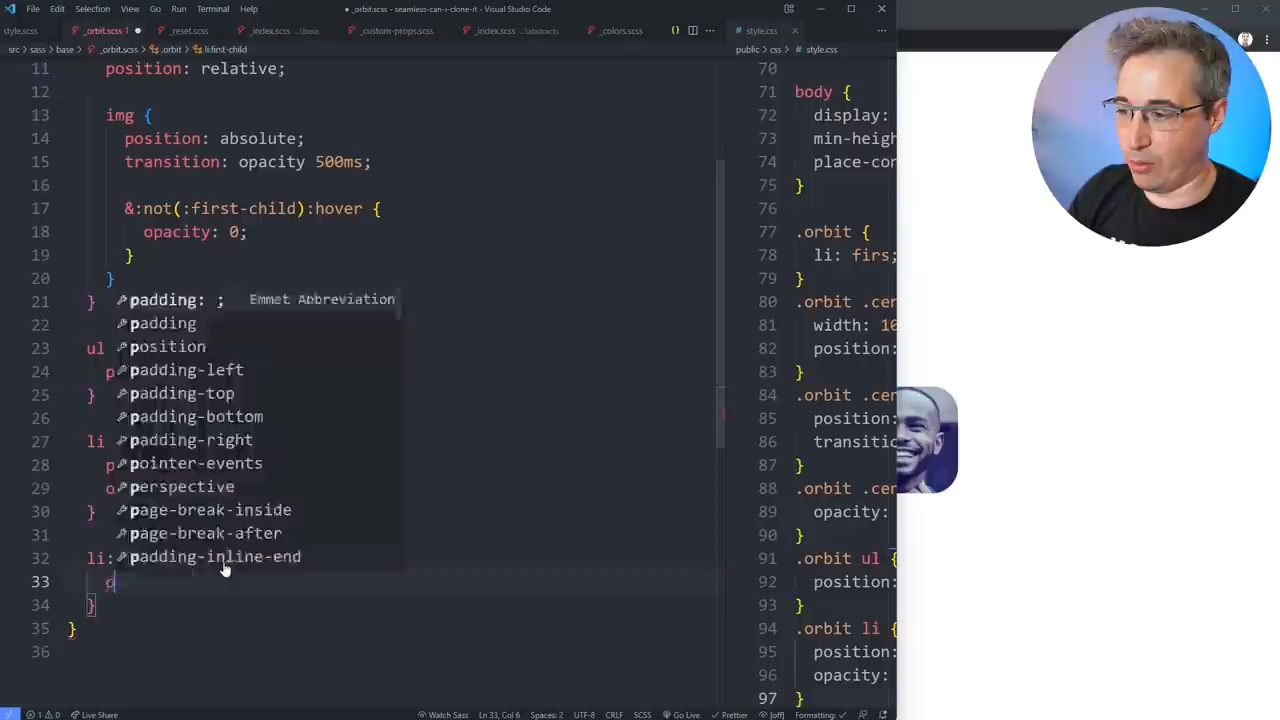 File Edit Selection Go Run Terminal Help
● _orbit.scss - seamless-can-i-clone-it - Visual Studio Code
style.scss
_orbit.scss 1 ●
_reset.scss
_index.scss ...\base
_custom-props.scss
_index.scss ...\abstracts
_colors.scss
style.css
src > sass > base > _orbit.scss > .orbit > li:first-child
public > css > style.css
11 position: relative;
12
13 img {
14 position: absolute;
15 transition: opacity 500ms;
16
17 &:not(:first-child):hover {
18 opacity: 0;
19 }
20 }
21 }
22
23 ul
24 p
25 }
26
27 li
28 p
29 o
30 }
31
32 li:
33
34 }
35 }
36
padding: ; Emmet Abbreviation
padding
position
padding-left
padding-top
padding-bottom
padding-right
pointer-events
perspective
page-break-inside
page-break-after
padding-inline-end
70
71 body {
72 display:
73 min-heigh
74 place-con
75 }
76
77 .orbit {
78 li: firs;
79 }
80 .orbit .cen
81 width: 10
82 position:
83 }
84 .orbit .cen
85 position:
86 transitio
87 }
88 .orbit .cen
89 opacity:
90 }
91 .orbit ul {
92 position:
93 }
94 .orbit li {
95 position:
96 opacity:
97 }
1 0 Live Share
Watch Sass Ln 33, Col 6 Spaces: 2 UTF-8 CRLF SCSS Go Live Prettier [off] Formatting: ✓